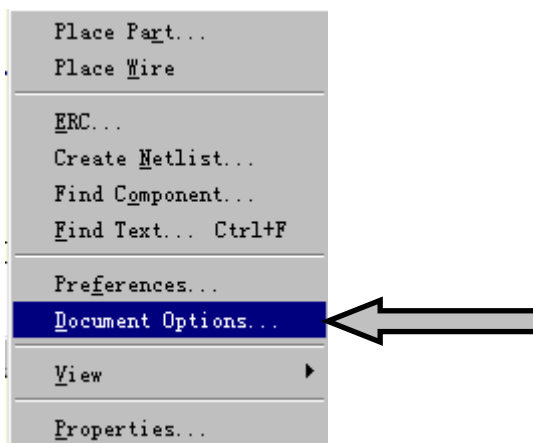 Place Part...
Place Wire
ERC...
Create Netlist...
Find Component...
Find Text... Ctrl+F
Preferences...
Document Options...
View
Properties...